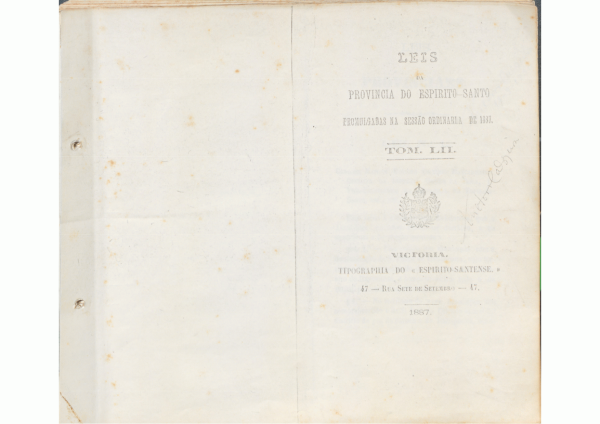 LEIS
DA
PROVINCIA DO ESPIRITO-SANTO
PROMULGADAS NA SESSÃO ORDINARIA DE
TOM. LII.
VICTORIA.
TYPOGRAPHIA DO « ESPIRITO-SANTENSE. »
47 — RUA SETE DE SETEMBRO — 47.
1887.